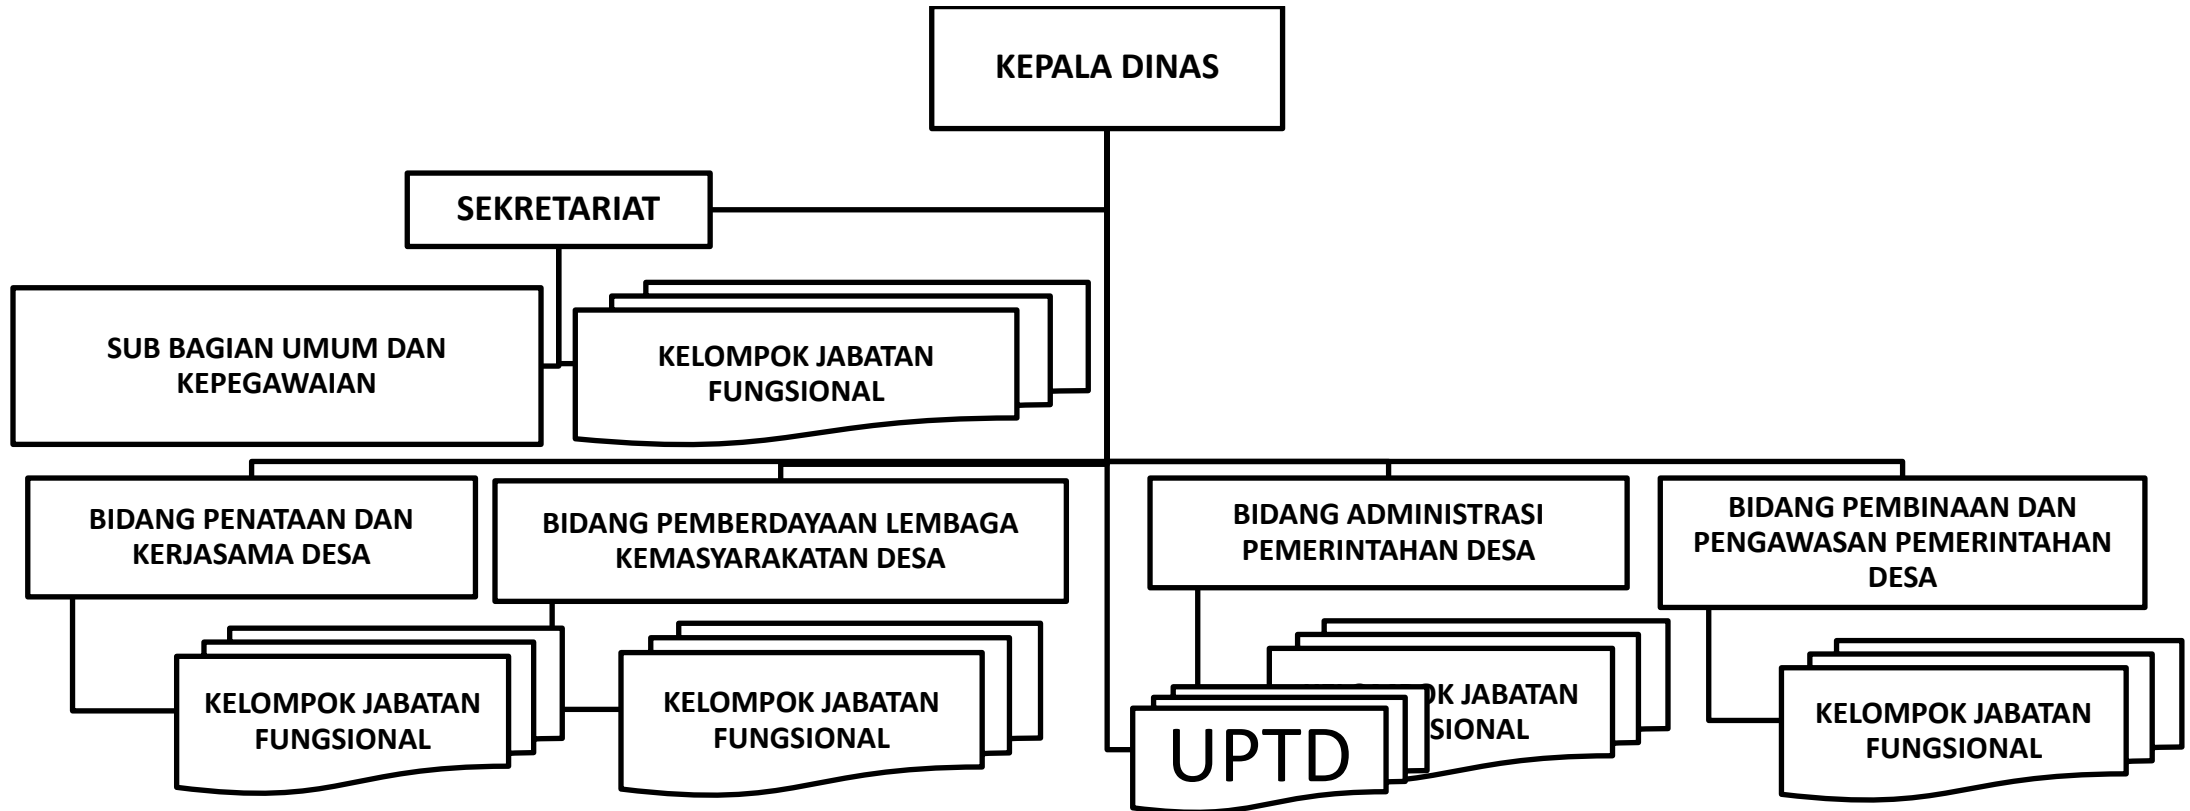 KEPALA DINAS
SEKRETARIAT
SUB BAGIAN UMUM DAN
KEPEGAWAIAN
KELOMPOK JABATAN
FUNGSIONAL
BIDANG PENATAAN DAN
KERJASAMA DESA
BIDANG PEMBERDAYAAN LEMBAGA
KEMASYARAKATAN DESA
BIDANG ADMINISTRASI
PEMERINTAHAN DESA
BIDANG PEMBINAAN DAN
PENGAWASAN PEMERINTAHAN
DESA
KELOMPOK JABATAN
FUNGSIONAL
KELOMPOK JABATAN
FUNGSIONAL
UPTD
JABATAN
KELOMPOK JABATAN
FUNGSIONAL